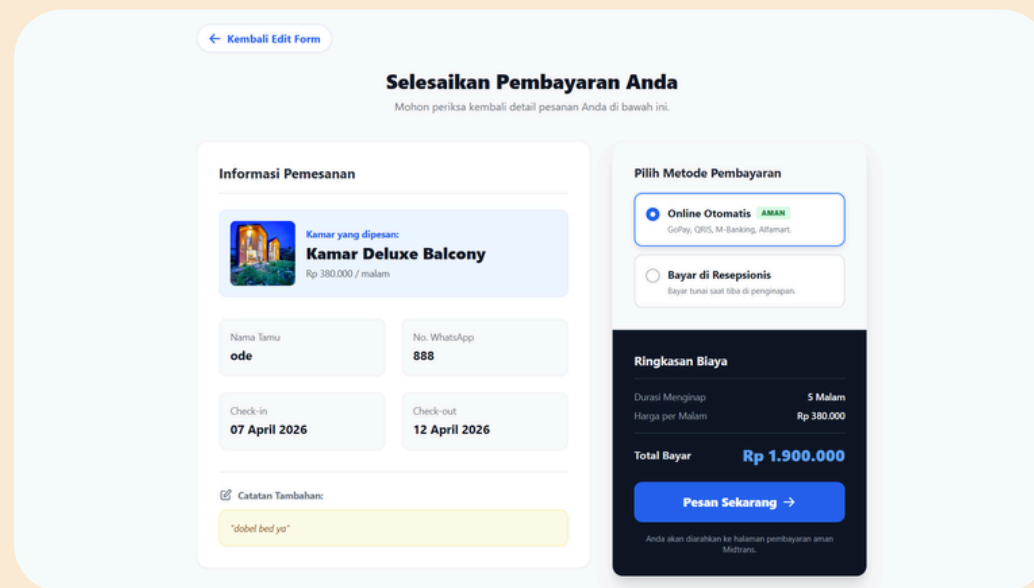 ← Kembali Edit Form
Selesaikan Pembayaran Anda
Mohon periksa kembali detail pesanan Anda di bawah ini.
Informasi Pemesanan
Kamar yang dipesan:
Kamar Deluxe Balcony
Rp 380.000 / malam
Nama Tamu
ode
No. WhatsApp
888
Check-in
07 April 2026
Check-out
12 April 2026
Catatan Tambahan:
"dobel bed ya"
Pilih Metode Pembayaran
Online Otomatis AMAN
GoPay, QRIS, M-Banking, Alfamart.
Bayar di Resepsionis
Bayar tunai saat tiba di penginapan.
Ringkasan Biaya
Durasi Menginap 5 Malam
Harga per Malam Rp 380.000
Total Bayar Rp 1.900.000
Pesan Sekarang →
Anda akan diarahkan ke halaman pembayaran aman
Midtrans.